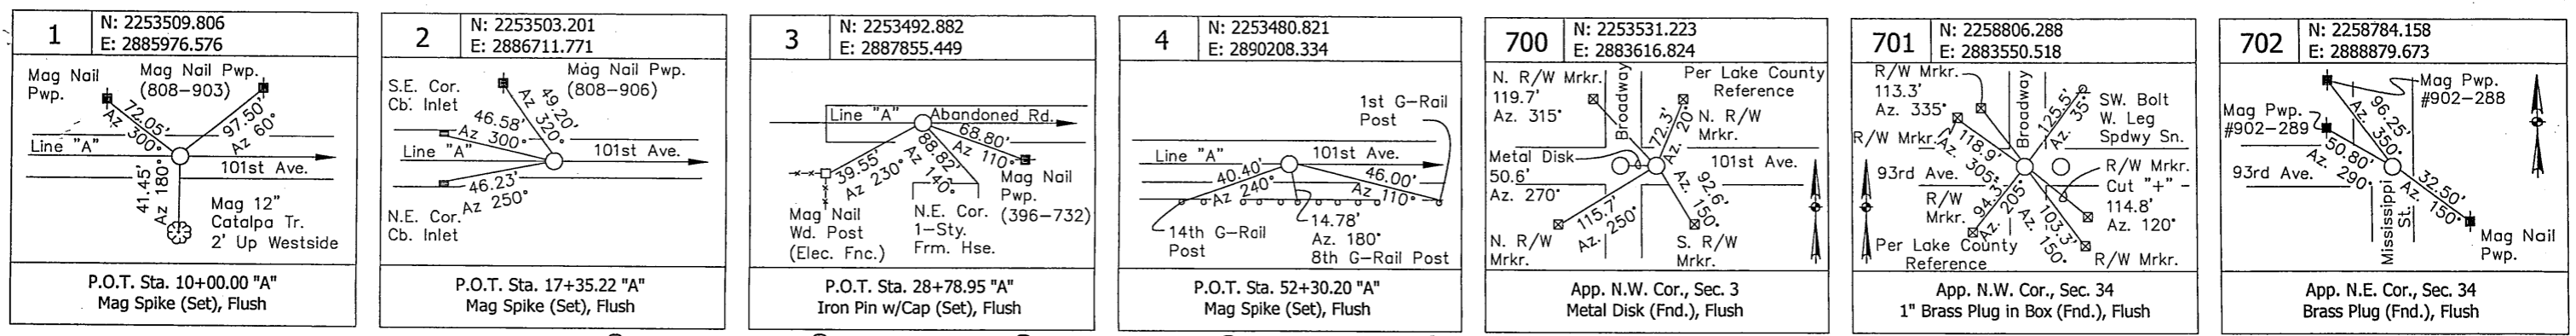 1
N: 2253509.806
E: 2885976.576
Mag Nail
Pwp.
Mag Nail Pwp.
(808-903)
72.05'
Az 300°
97.50'
Az 60°
Line "A"
101st Ave.
41.45'
Az 180°
Mag 12"
Catalpa Tr.
2' Up Westside
P.O.T. Sta. 10+00.00 "A"
Mag Spike (Set), Flush
2
N: 2253503.201
E: 2886711.771
S.E. Cor.
Cb. Inlet
Mag Nail Pwp.
(808-906)
49.20'
Az 320°
46.58'
Az 300°
Line "A"
101st Ave.
46.23'
Az 250°
N.E. Cor.
Cb. Inlet
P.O.T. Sta. 17+35.22 "A"
Mag Spike (Set), Flush
3
N: 2253492.882
E: 2887855.449
Line "A"
Abandoned Rd.
68.80'
Az 110°
39.55'
Az 230°
88.82'
Az 140°
Mag Nail
Pwp.
(396-732)
Mag Nail
Wd. Post
(Elec. Fnc.)
N.E. Cor.
1-Sty.
Frm. Hse.
P.O.T. Sta. 28+78.95 "A"
Iron Pin w/Cap (Set), Flush
4
N: 2253480.821
E: 2890208.334
1st G-Rail
Post
Line "A"
101st Ave.
40.40'
240°
46.00'
Az 110°
14th G-Rail
Post
14.78'
Az. 180°
8th G-Rail Post
P.O.T. Sta. 52+30.20 "A"
Mag Spike (Set), Flush
700
N: 2253531.223
E: 2883616.824
N. R/W Mrkr.
119.7'
Az. 315°
Broadway
Per Lake County
Reference
72.3'
Az. 20°
N. R/W
Mrkr.
Metal Disk
50.6'
Az. 270°
101st Ave.
115.7'
Az. 250°
92.6'
Az. 150°
N. R/W
Mrkr.
S. R/W
Mrkr.
App. N.W. Cor., Sec. 3
Metal Disk (Fnd.), Flush
701
N: 2258806.288
E: 2883550.518
R/W Mrkr.
113.3'
Az. 335°
Broadway
125.5'
Az. 35°
SW. Bolt
W. Leg
Spdwy Sn.
R/W Mrkr.
118.9'
Az. 305°
93rd Ave.
R/W Mrkr.
Cut "+"
114.8'
Az. 120°
R/W
Mrkr.
94.3'
Az. 205°
103.3'
Az. 150°
R/W Mrkr.
Per Lake County
Reference
App. N.W. Cor., Sec. 34
1" Brass Plug in Box (Fnd.), Flush
702
N: 2258784.158
E: 2888879.673
Mag Pwp.
#902-288
96.25'
Az. 350°
Mag Pwp.
#902-289
50.80'
Az. 290°
93rd Ave.
Mississippi
St.
32.50'
Az. 150°
Mag Nail
Pwp.
App. N.E. Cor., Sec. 34
Brass Plug (Fnd.), Flush